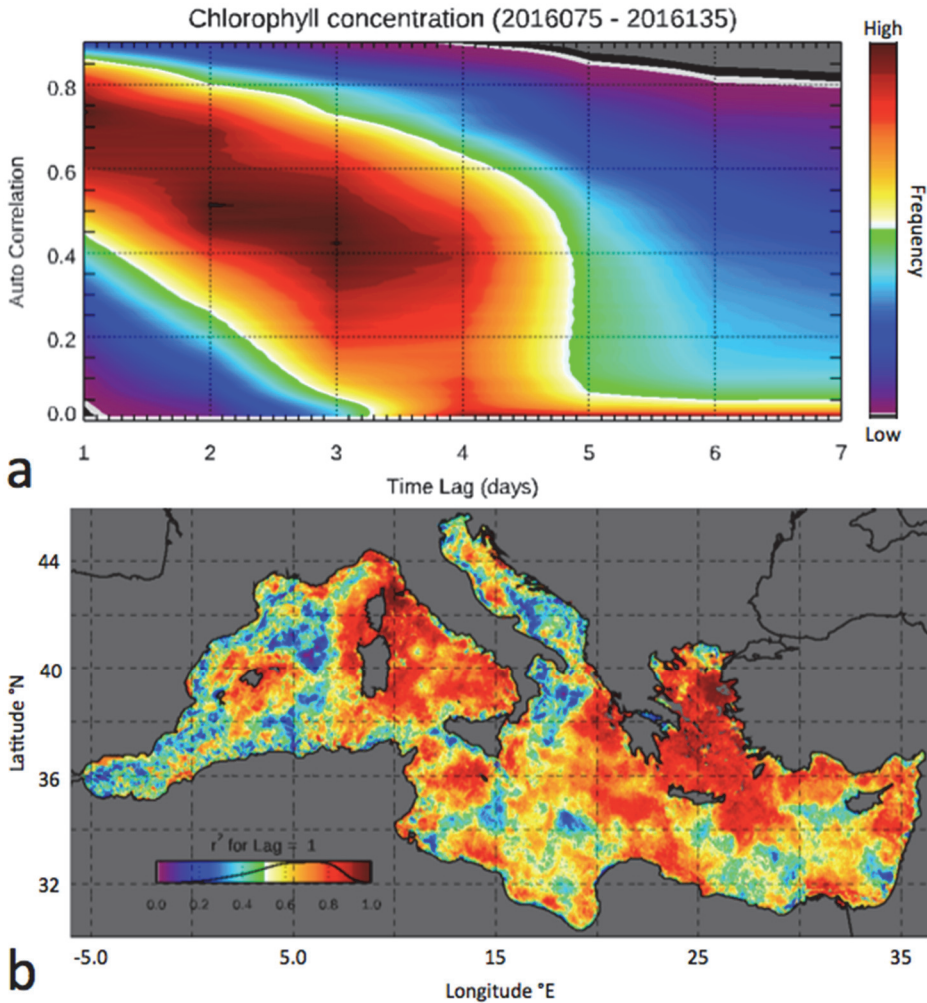 Chlorophyll concentration (2016075 - 2016135)
High
0.8
0.6
0.4
0.2
0.0
Auto Correlation
Frequency
Low
1 2 3 4 5 6 7
Time Lag (days)
a
44
40
36
32
Latitude °N
r² for Lag = 1
0.0 0.2 0.4 0.6 0.8 1.0
-5.0 5.0 15 25 35
Longitude °E
b